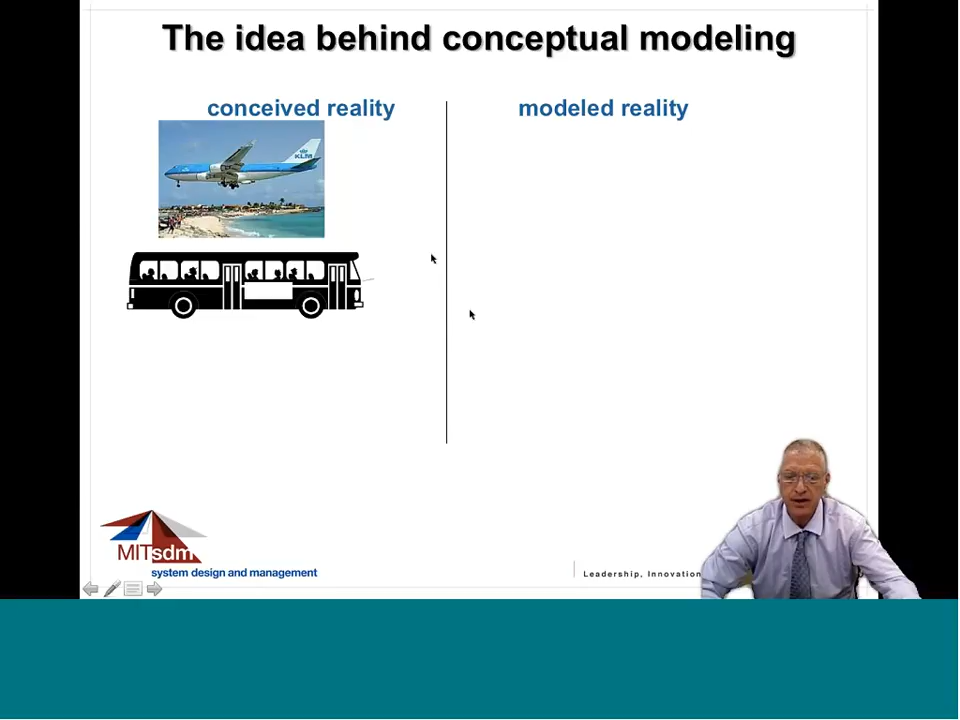 The idea behind conceptual modeling
conceived reality
modeled reality
KLM
MITsdm
system design and management
Leadership, Innovation